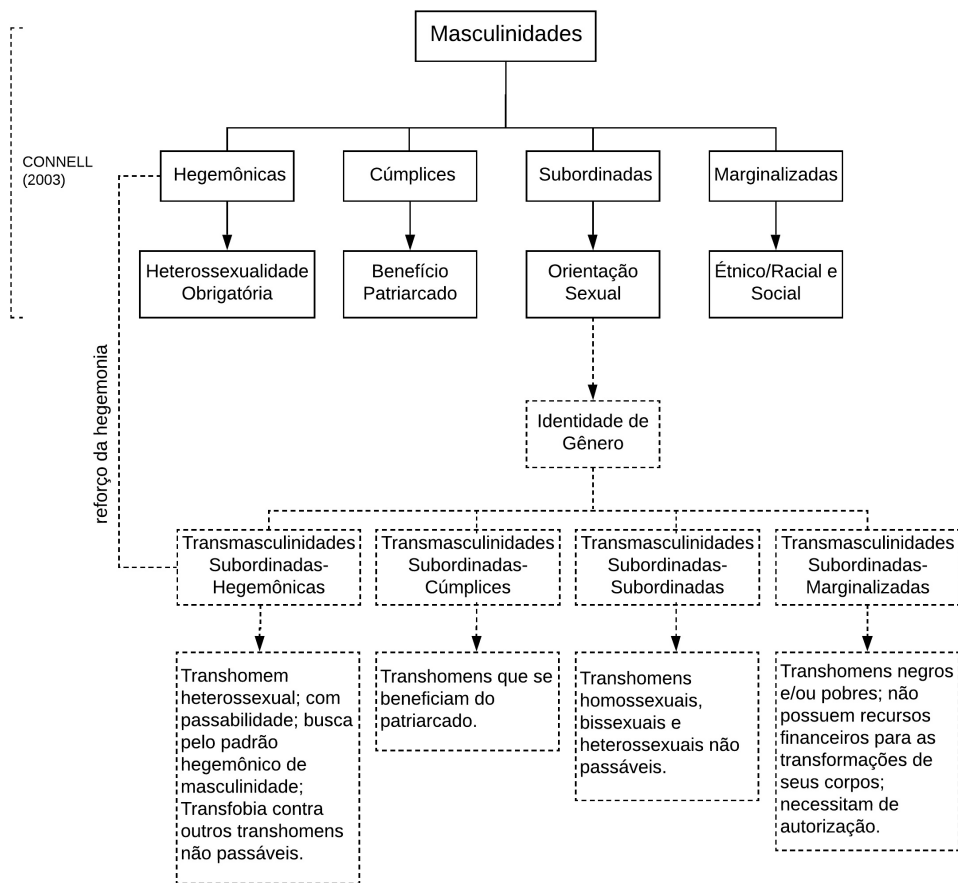 Masculinidades
CONNELL
(2003)
Hegemônicas
Cúmplices
Subordinadas
Marginalizadas
Heterossexualidade
Obrigatória
Benefício
Patriarcado
Orientação
Sexual
Étnico/Racial e
Social
reforço da hegemonia
Identidade de
Gênero
Transmasculinidades
Subordinadas-
Hegemônicas
Transmasculinidades
Subordinadas-
Cúmplices
Transmasculinidades
Subordinadas-
Subordinadas
Transmasculinidades
Subordinadas-
Marginalizadas
Transhomem
heterossexual; com
passabilidade; busca
pelo padrão
hegemônico de
masculinidade;
Transfobia contra
outros transhomens
não passáveis.
Transhomens que se
beneficiam do
patriarcado.
Transhomens
homossexuais,
bissexuais e
heterossexuais não
passáveis.
Transhomens negros
e/ou pobres; não
possuem recursos
financeiros para as
transformações de
seus corpos;
necessitam de
autorização.